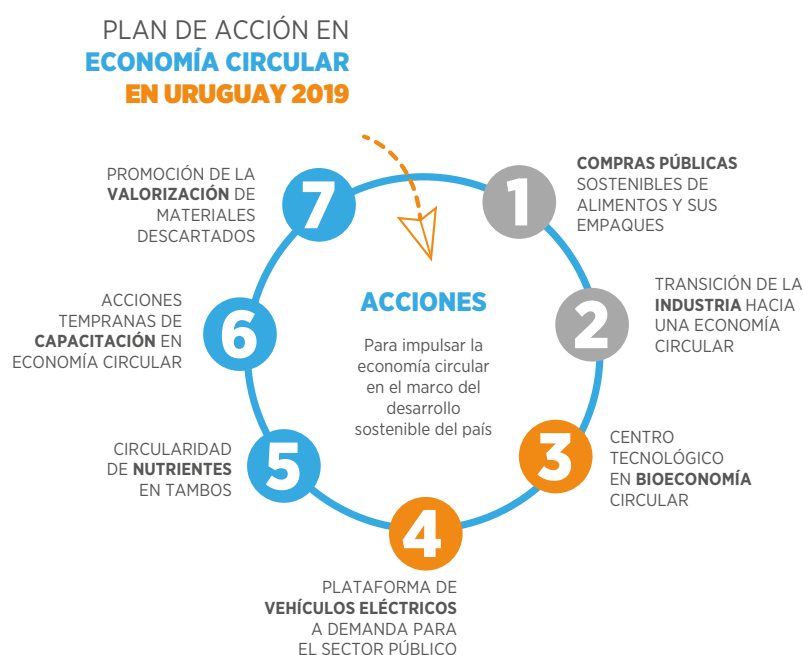 PLAN DE ACCIÓN EN
ECONOMÍA CIRCULAR
EN URUGUAY 2019
1
COMPRAS PÚBLICAS
SOSTENIBLES DE
ALIMENTOS Y SUS
EMPAQUES
2
TRANSICIÓN DE LA
INDUSTRIA HACIA
UNA ECONOMÍA
CIRCULAR
3
CENTRO
TECNOLÓGICO
EN BIOECONOMÍA
CIRCULAR
4
PLATAFORMA DE
VEHÍCULOS ELÉCTRICOS
A DEMANDA PARA
EL SECTOR PÚBLICO
5
CIRCULARIDAD
DE NUTRIENTES
EN TAMBOS
6
ACCIONES
TEMPRANAS DE
CAPACITACIÓN EN
ECONOMÍA CIRCULAR
7
PROMOCIÓN DE LA
VALORIZACIÓN DE
MATERIALES
DESCARTADOS
ACCIONES
Para impulsar la
economía circular
en el marco del
desarrollo
sostenible del país